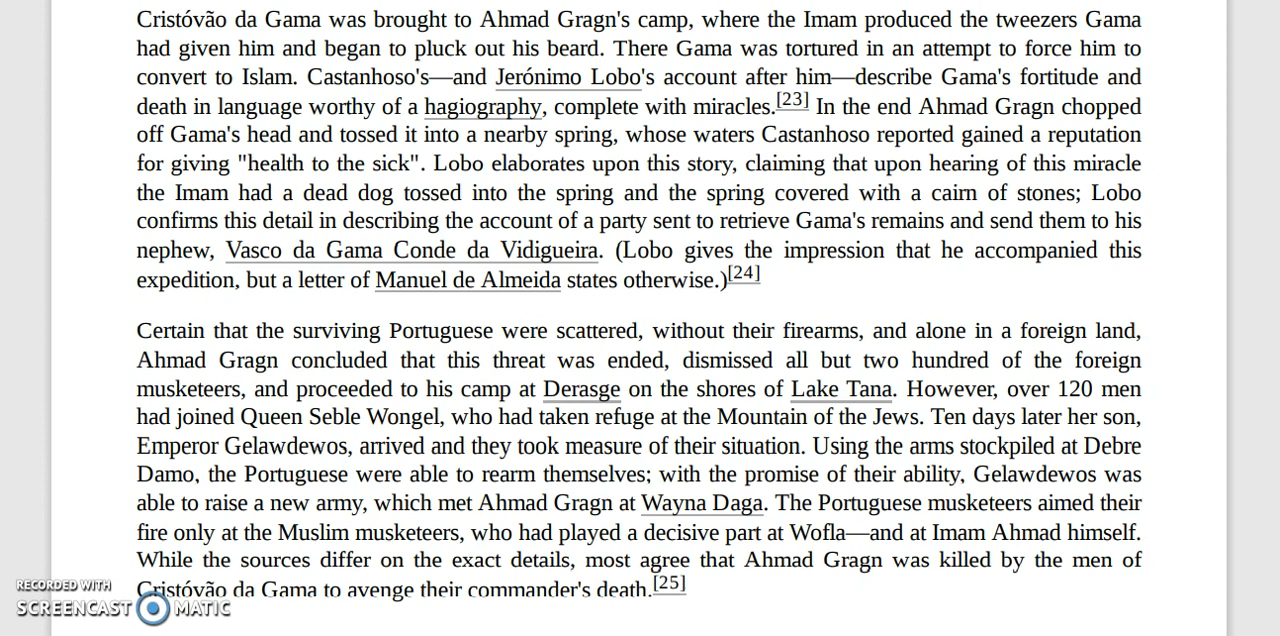 Cristóvão da Gama was brought to Ahmad Gragn's camp, where the Imam produced the tweezers Gama
had given him and began to pluck out his beard. There Gama was tortured in an attempt to force him to
convert to Islam. Castanhoso's—and Jerónimo Lobo's account after him—describe Gama's fortitude and
death in language worthy of a hagiography, complete with miracles.[23] In the end Ahmad Gragn chopped
off Gama's head and tossed it into a nearby spring, whose waters Castanhoso reported gained a reputation
for giving "health to the sick". Lobo elaborates upon this story, claiming that upon hearing of this miracle
the Imam had a dead dog tossed into the spring and the spring covered with a cairn of stones; Lobo
confirms this detail in describing the account of a party sent to retrieve Gama's remains and send them to his
nephew, Vasco da Gama Conde da Vidigueira. (Lobo gives the impression that he accompanied this
expedition, but a letter of Manuel de Almeida states otherwise.)[24]
Certain that the surviving Portuguese were scattered, without their firearms, and alone in a foreign land,
Ahmad Gragn concluded that this threat was ended, dismissed all but two hundred of the foreign
musketeers, and proceeded to his camp at Derasge on the shores of Lake Tana. However, over 120 men
had joined Queen Seble Wongel, who had taken refuge at the Mountain of the Jews. Ten days later her son,
Emperor Gelawdewos, arrived and they took measure of their situation. Using the arms stockpiled at Debre
Damo, the Portuguese were able to rearm themselves; with the promise of their ability, Gelawdewos was
able to raise a new army, which met Ahmad Gragn at Wayna Daga. The Portuguese musketeers aimed their
fire only at the Muslim musketeers, who had played a decisive part at Wofla—and at Imam Ahmad himself.
While the sources differ on the exact details, most agree that Ahmad Gragn was killed by the men of
Cristóvão da Gama to avenge their commander's death.[25]
RECORDED WITH
SCREENCAST MATIC